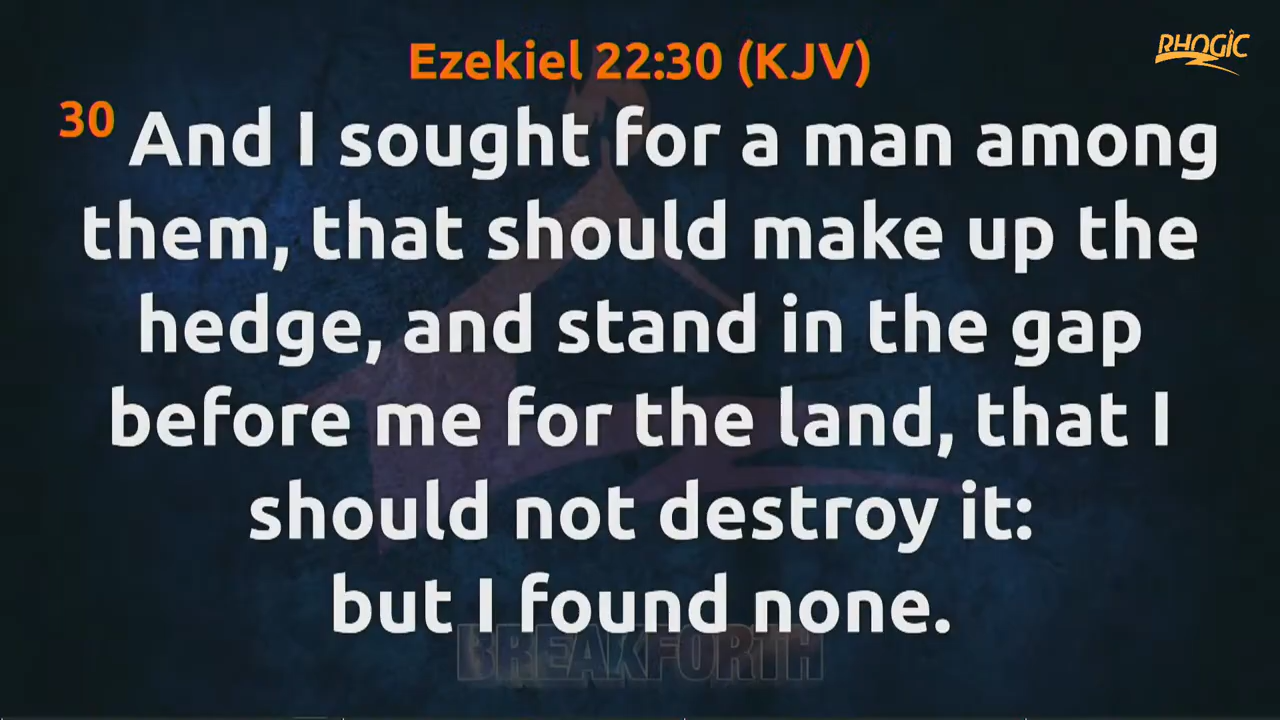 Ezekiel 22:30 (KJV)
RHOGIC
30 And I sought for a man among
them, that should make up the
hedge, and stand in the gap
before me for the land, that I
should not destroy it:
but I found none.
BREAKFORTH